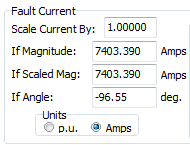 Fault Current
Scale Current By: 1.00000
If Magnitude: 7403.390 Amps
If Scaled Mag: 7403.390 Amps
If Angle: -96.55 deg.
Units
p.u. Amps